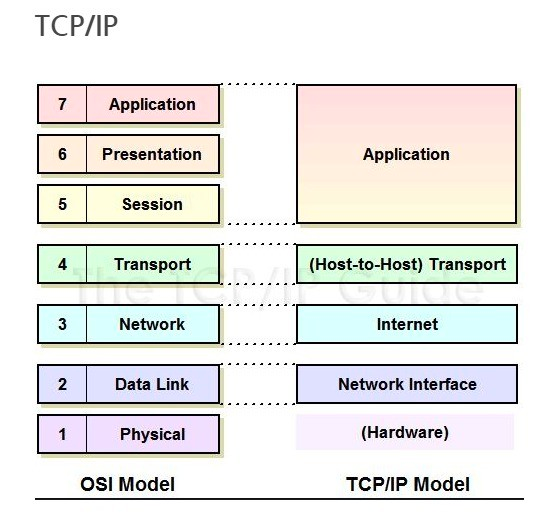 TCP/IP
7 Application
6 Presentation
5 Session
4 Transport
3 Network
2 Data Link
1 Physical
OSI Model
Application
(Host-to-Host) Transport
Internet
Network Interface
(Hardware)
TCP/IP Model
The TCP/IP Guide